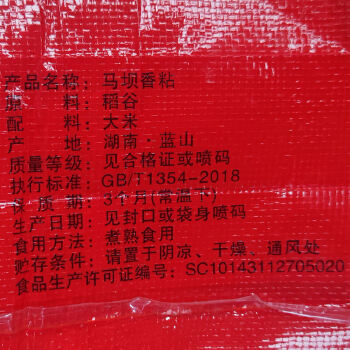 产品名称：马坝香粘
原　料：稻谷
配　料：大米
产　地：湖南·蓝山
质量等级：见合格证或喷码
执行标准：GB/T1354-2018
保 质 期：3个月(常温下)
生产日期：见封口或袋身喷码
食用方法：煮熟食用
贮存条件：请置于阴凉、干燥、通风处
食品生产许可证编号：SC10143112705020